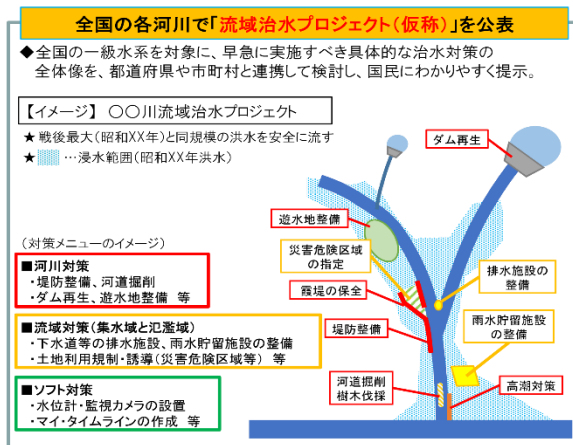 全国の各河川で「流域治水プロジェクト（仮称）」を公表
◆全国の一級水系を対象に、早急に実施すべき具体的な治水対策の
全体像を、都道府県や市町村と連携して検討し、国民にわかりやすく提示。
【イメージ】 〇〇川流域治水プロジェクト
★戦後最大（昭和XX年）と同規模の洪水を安全に流す
★ …浸水範囲（昭和XX年洪水）
ダム再生
遊水地整備
（対策メニューのイメージ）
災害危険区域
の指定
排水施設の
整備
■河川対策
・堤防整備、河道掘削
・ダム再生、遊水地整備 等
霞堤の保全
堤防整備
雨水貯留施設
の整備
■流域対策（集水域と氾濫域）
・下水道等の排水施設、雨水貯留施設の整備
・土地利用規制・誘導（災害危険区域等） 等
河道掘削
樹木伐採
高潮対策
■ソフト対策
・水位計・監視カメラの設置
・マイ・タイムラインの作成 等